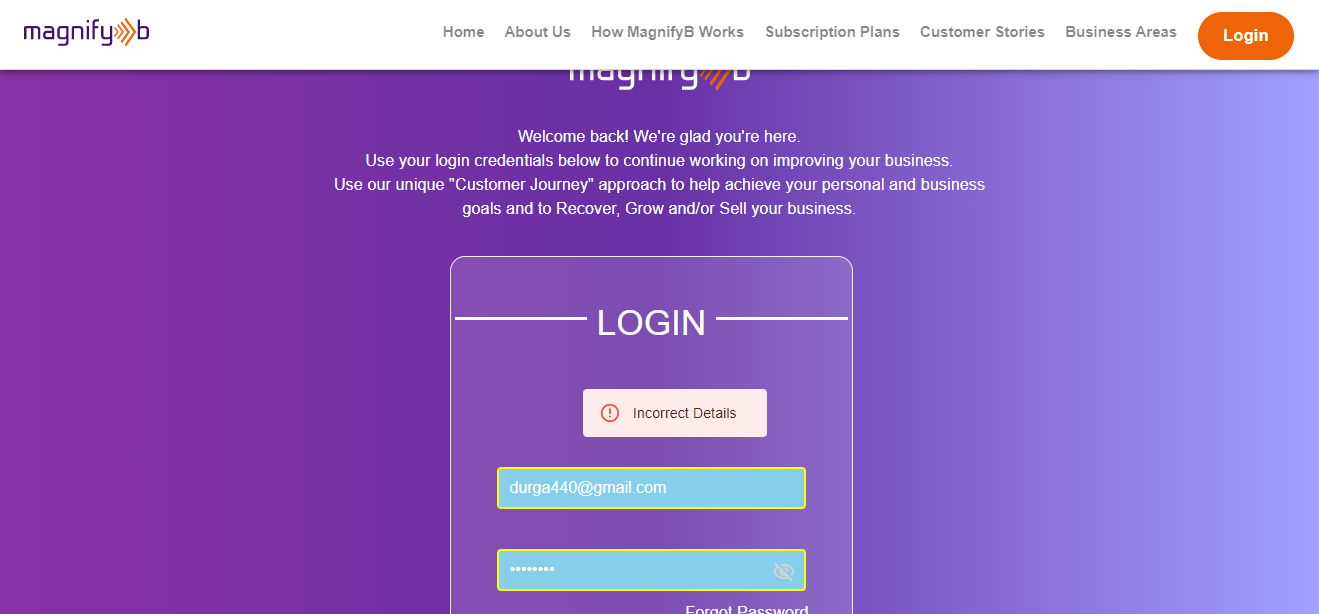 magnifyb
Home About Us How MagnifyB Works Subscription Plans Customer Stories Business Areas Login
magnifyb
Welcome back! We're glad you're here.
Use your login credentials below to continue working on improving your business.
Use our unique "Customer Journey" approach to help achieve your personal and business
goals and to Recover, Grow and/or Sell your business.
LOGIN
Incorrect Details
durga440@gmail.com
••••••••
Forgot Password